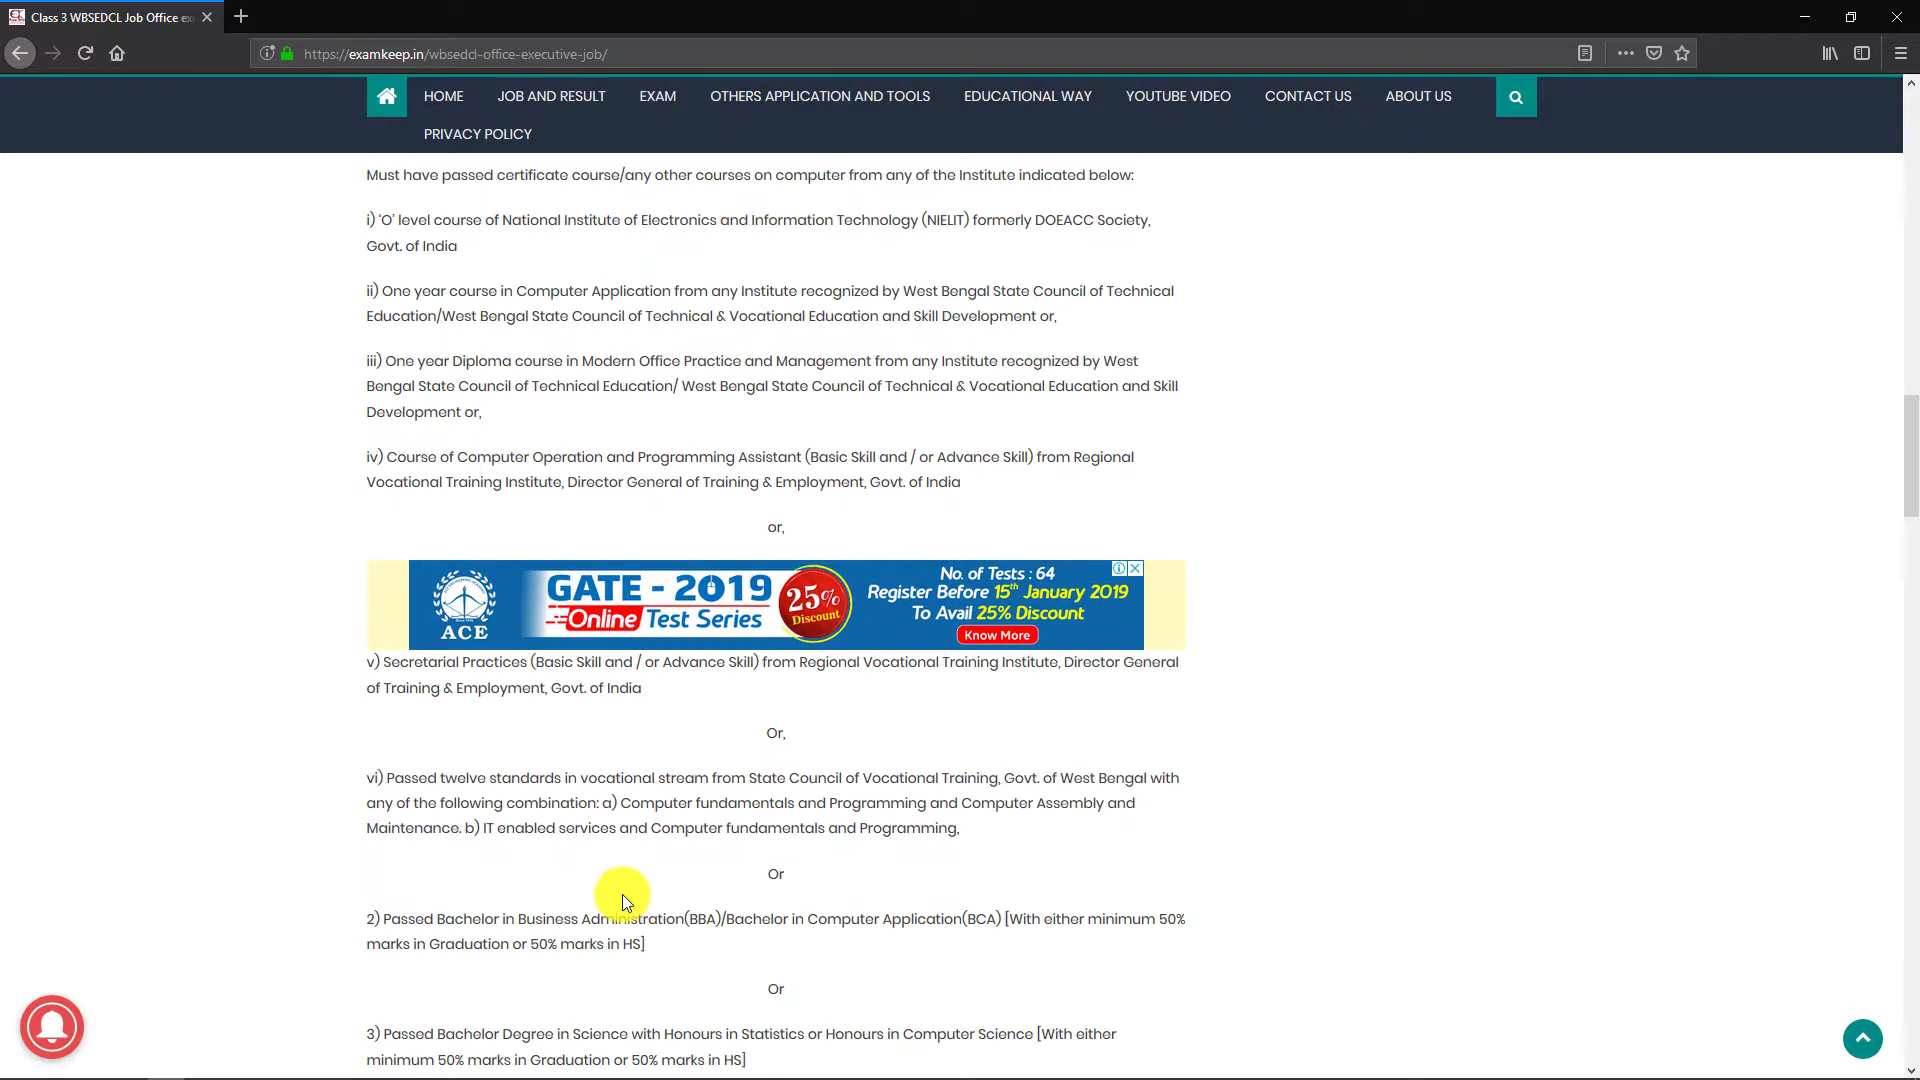 Class 3 WBSEDCL Job Office ex
https://examkeep.in/wbsedcl-office-executive-job/
HOME JOB AND RESULT EXAM OTHERS APPLICATION AND TOOLS EDUCATIONAL WAY YOUTUBE VIDEO CONTACT US ABOUT US
PRIVACY POLICY
Must have passed certificate course/any other courses on computer from any of the Institute indicated below:
i) ‘O’ level course of National Institute of Electronics and Information Technology (NIELIT) formerly DOEACC Society,
Govt. of India
ii) One year course in Computer Application from any Institute recognized by West Bengal State Council of Technical
Education/West Bengal State Council of Technical & Vocational Education and Skill Development or,
iii) One year Diploma course in Modern Office Practice and Management from any Institute recognized by West
Bengal State Council of Technical Education/ West Bengal State Council of Technical & Vocational Education and Skill
Development or,
iv) Course of Computer Operation and Programming Assistant (Basic Skill and / or Advance Skill) from Regional
Vocational Training Institute, Director General of Training & Employment, Govt. of India
or,
ACE
GATE - 2019
Online Test Series
25%
Discount
No. of Tests : 64
Register Before 15th January 2019
To Avail 25% Discount
Know More
v) Secretarial Practices (Basic Skill and / or Advance Skill) from Regional Vocational Training Institute, Director General
of Training & Employment, Govt. of India
Or,
vi) Passed twelve standards in vocational stream from State Council of Vocational Training, Govt. of West Bengal with
any of the following combination: a) Computer fundamentals and Programming and Computer Assembly and
Maintenance. b) IT enabled services and Computer fundamentals and Programming,
Or
2) Passed Bachelor in Business Administration(BBA)/Bachelor in Computer Application(BCA) [With either minimum 50%
marks in Graduation or 50% marks in HS]
Or
3) Passed Bachelor Degree in Science with Honours in Statistics or Honours in Computer Science [With either
minimum 50% marks in Graduation or 50% marks in HS]